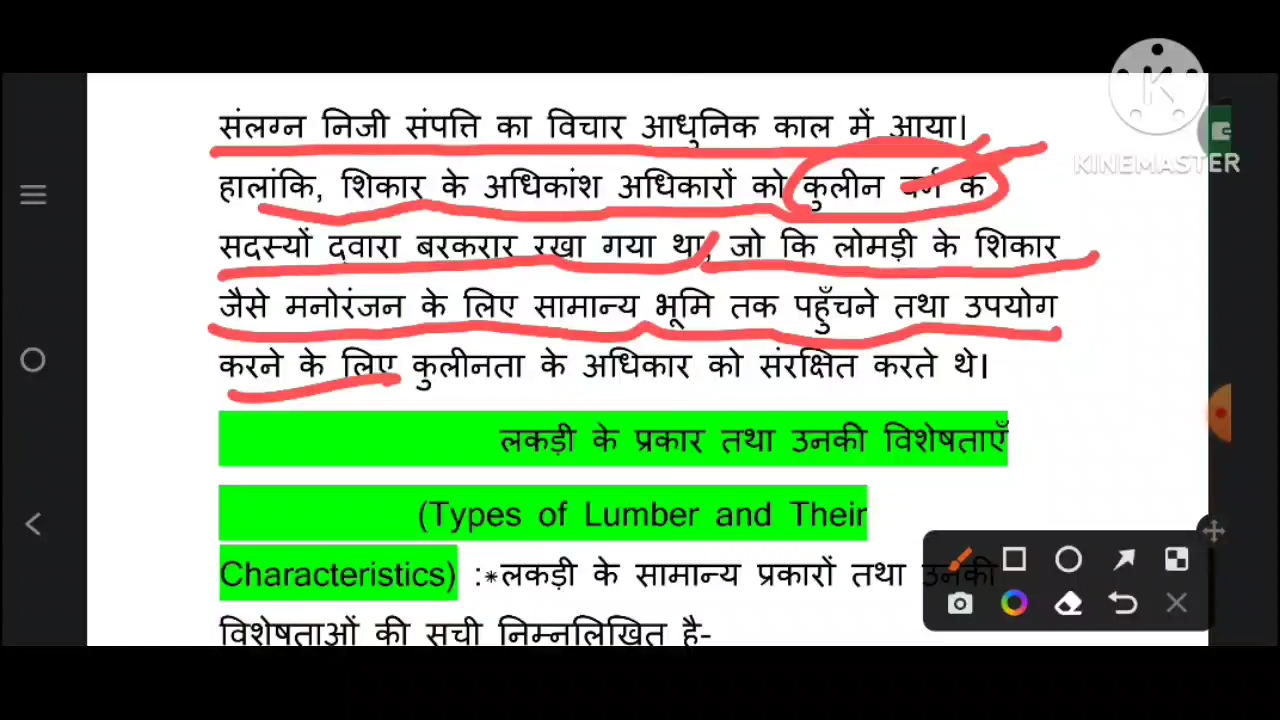 संलग्न निजी संपत्ति का विचार आधुनिक काल में आया।
हालांकि, शिकार के अधिकांश अधिकारों को कुलीन वर्ग के
सदस्यों द्वारा बरकरार रखा गया था, जो कि लोमड़ी के शिकार
जैसे मनोरंजन के लिए सामान्य भूमि तक पहुँचने तथा उपयोग
करने के लिए कुलीनता के अधिकार को संरक्षित करते थे।
लकड़ी के प्रकार तथा उनकी विशेषताएँ
(Types of Lumber and Their
Characteristics) :*लकड़ी के सामान्य प्रकारों तथा उनकी
विशेषताओं की सूची निम्नलिखित है-
KINEMASTER